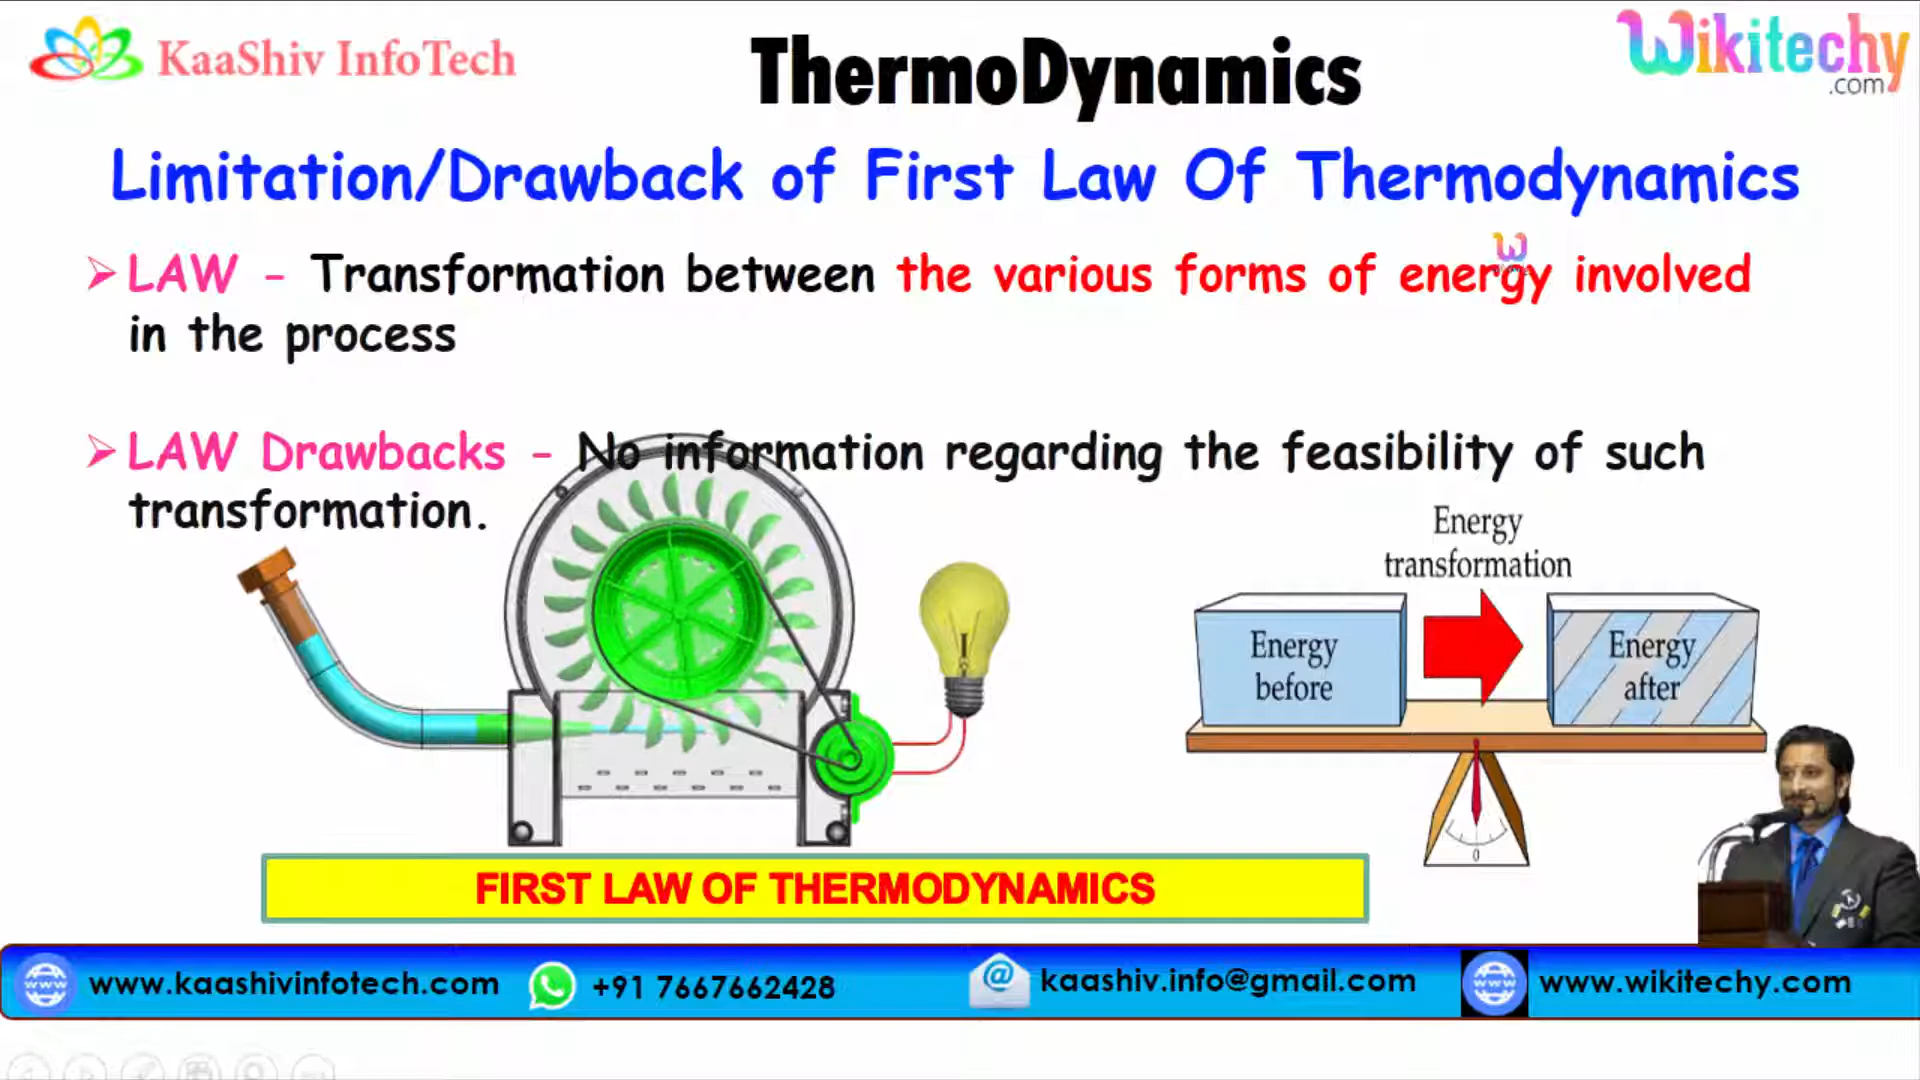 KaaShiv InfoTech
ThermoDynamics
Wikitechy
.com
Limitation/Drawback of First Law Of Thermodynamics
➢LAW – Transformation between the various forms of energy involved
in the process
➢LAW Drawbacks – No information regarding the feasibility of such
transformation.
Energy
transformation
Energy
before
Energy
after
0
FIRST LAW OF THERMODYNAMICS
www.kaashivinfotech.com
+91 7667662428
@
kaashiv.info@gmail.com
www.wikitechy.com